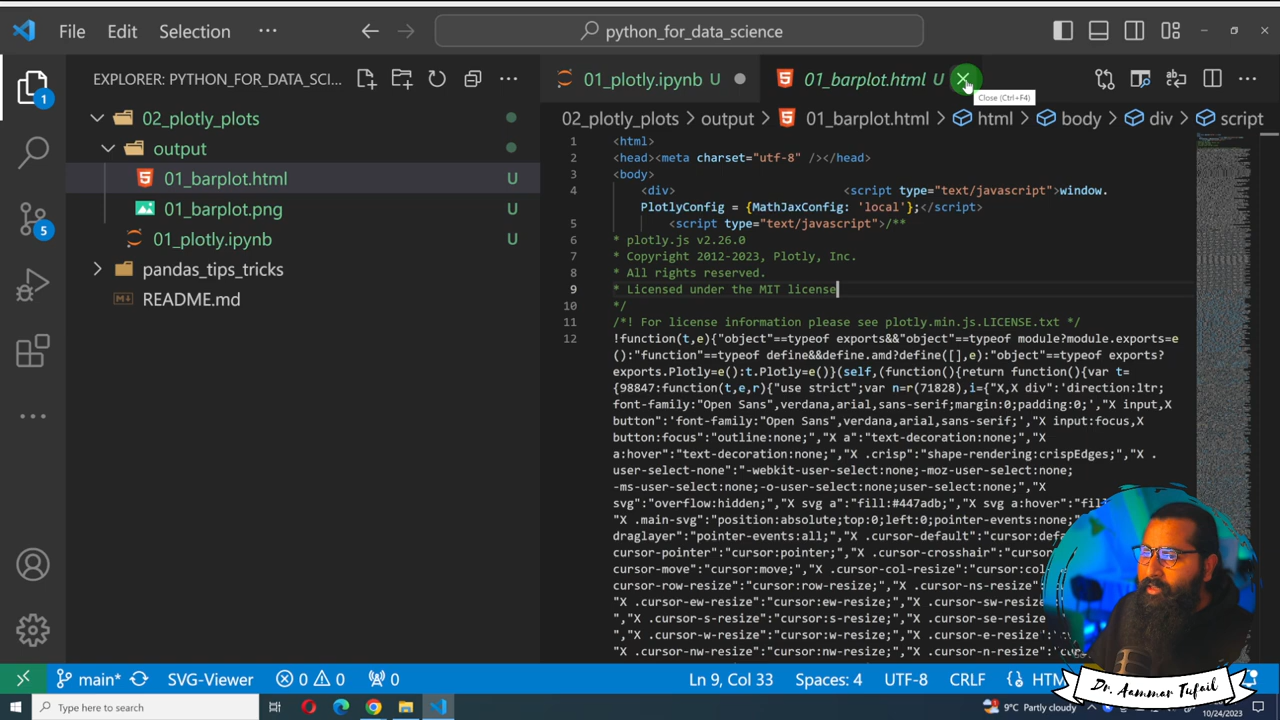 File Edit Selection ··· python_for_data_science
EXPLORER: PYTHON_FOR_DATA_SCI... 01_plotly.ipynb U 01_barplot.html U
Close (Ctrl+F4)
02_plotly_plots > output > 01_barplot.html > html > body > div > script
02_plotly_plots
output
01_barplot.html U
01_barplot.png U
01_plotly.ipynb U
pandas_tips_tricks
README.md
1
5
1 <html>
2 <head><meta charset="utf-8" /></head>
3 <body>
4 <div> <script type="text/javascript">window.
PlotlyConfig = {MathJaxConfig: 'local'};</script>
5 <script type="text/javascript">/**
6 * plotly.js v2.26.0
7 * Copyright 2012-2023, Plotly, Inc.
8 * All rights reserved.
9 * Licensed under the MIT license
10 */
11 /*! For license information please see plotly.min.js.LICENSE.txt */
12 !function(t,e){"object"==typeof exports&&"object"==typeof module?module.exports=e
():"function"==typeof define&&define.amd?define([],e):"object"==typeof exports?
exports.Plotly=e():t.Plotly=e()}(self,(function(){return function(){var t=
{98847:function(t,e,r){"use strict";var n=r(71828),i={"X,X div":'direction:ltr;
font-family:"Open Sans",verdana,arial,sans-serif;margin:0;padding:0;',"X input,X
button":'font-family:"Open Sans",verdana,arial,sans-serif;',"X input:focus,X
button:focus":"outline:none;","X a":"text-decoration:none;","X
a:hover":"text-decoration:none;","X .crisp":"shape-rendering:crispEdges;","X .
user-select-none":"-webkit-user-select:none;-moz-user-select:none;
-ms-user-select:none;-o-user-select:none;user-select:none;","X
svg":"overflow:hidden;","X svg a":"fill:#447adb;","X svg a:hover":"fil
"X .main-svg":"position:absolute;top:0;left:0;pointer-events:none;"
draglayer":"pointer-events:all;","X .cursor-default":"cursor:def
cursor-pointer":"cursor:pointer;","X .cursor-crosshair":"cursor
cursor-move":"cursor:move;","X .cursor-col-resize":"cursor:col
cursor-row-resize":"cursor:row-resize;","X .cursor-ns-resize"
"X .cursor-ew-resize":"cursor:ew-resize;","X .cursor-sw-resize
","X .cursor-s-resize":"cursor:s-resize;","X .cursor-se-resize
"X .cursor-w-resize":"cursor:w-resize;","X .cursor-e-resize":
cursor-nw-resize":"cursor:nw-resize;","X .cursor-n-resize"
main* SVG-Viewer 0 0 0 Ln 9, Col 33 Spaces: 4 UTF-8 CRLF
Dr. Aammar Tufail
Type here to search 9°C Partly cloudy 10/24/2023